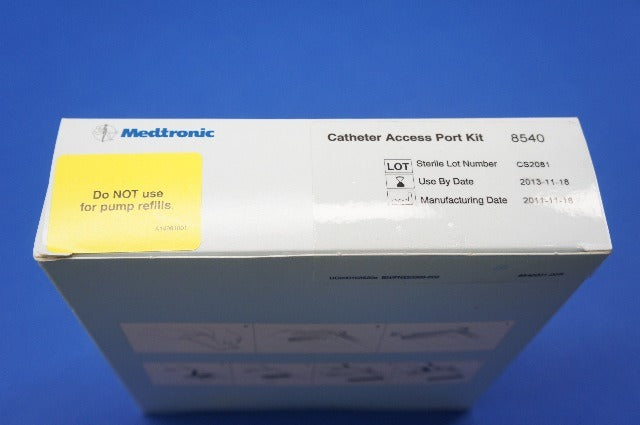 Medtronic
Catheter Access Port Kit 8540
Do NOT use
for pump refills
LOT Sterile Lot Number CS2081
Use By Date 2013-11-18
Manufacturing Date 2011-11-18